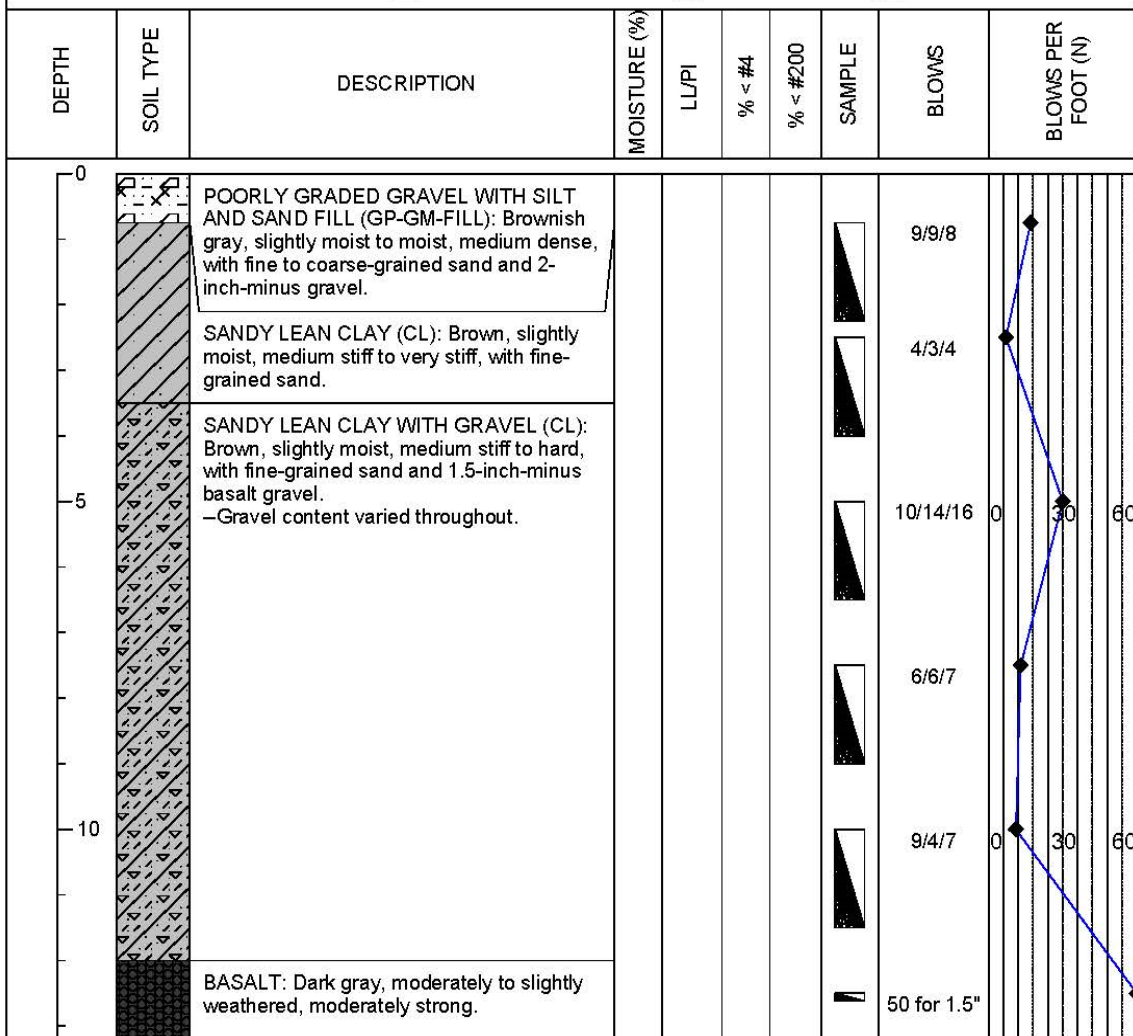 DEPTH
SOIL TYPE
DESCRIPTION
MOISTURE (%)
LL/PI
% < #4
% < #200
SAMPLE
BLOWS
BLOWS PER
FOOT (N)
0
POORLY GRADED GRAVEL WITH SILT
AND SAND FILL (GP-GM-FILL): Brownish
gray, slightly moist to moist, medium dense,
with fine to coarse-grained sand and 2-
inch-minus gravel.
9/9/8
SANDY LEAN CLAY (CL): Brown, slightly
moist, medium stiff to very stiff, with fine-
grained sand.
4/3/4
SANDY LEAN CLAY WITH GRAVEL (CL):
Brown, slightly moist, medium stiff to hard,
with fine-grained sand and 1.5-inch-minus
basalt gravel.
–Gravel content varied throughout.
5
10/14/16
0 30 60
6/6/7
10
9/4/7
0 30 60
BASALT: Dark gray, moderately to slightly
weathered, moderately strong.
50 for 1.5"